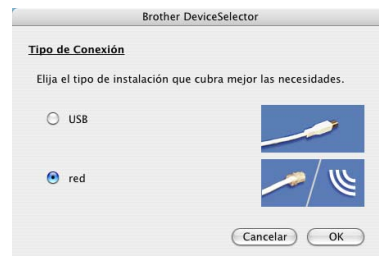 Brother DeviceSelector
Tipo de Conexión
Elija el tipo de instalación que cubra mejor las necesidades.
USB
red
Cancelar OK